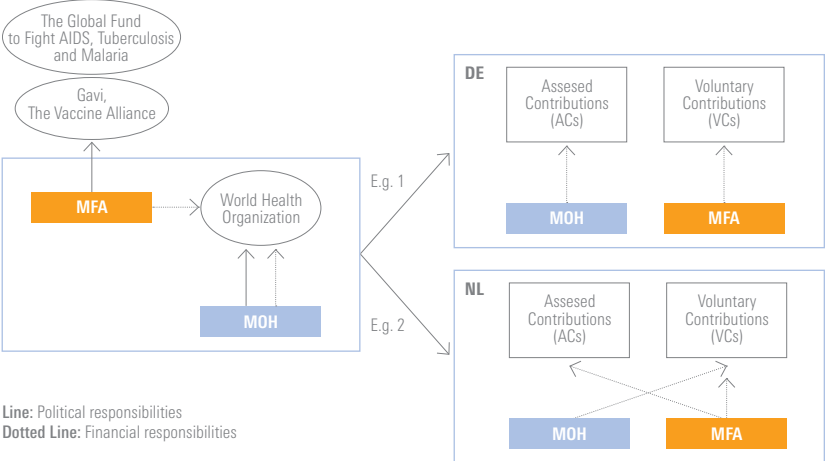 The Global Fund
to Fight AIDS, Tuberculosis
and Malaria
Gavi,
The Vaccine Alliance
MFA
World Health
Organization
MOH
E.g. 1
E.g. 2
DE
Assesed
Contributions
(ACs)
Voluntary
Contributions
(VCs)
MOH
MFA
NL
Assesed
Contributions
(ACs)
Voluntary
Contributions
(VCs)
MOH
MFA
Line: Political responsibilities
Dotted Line: Financial responsibilities